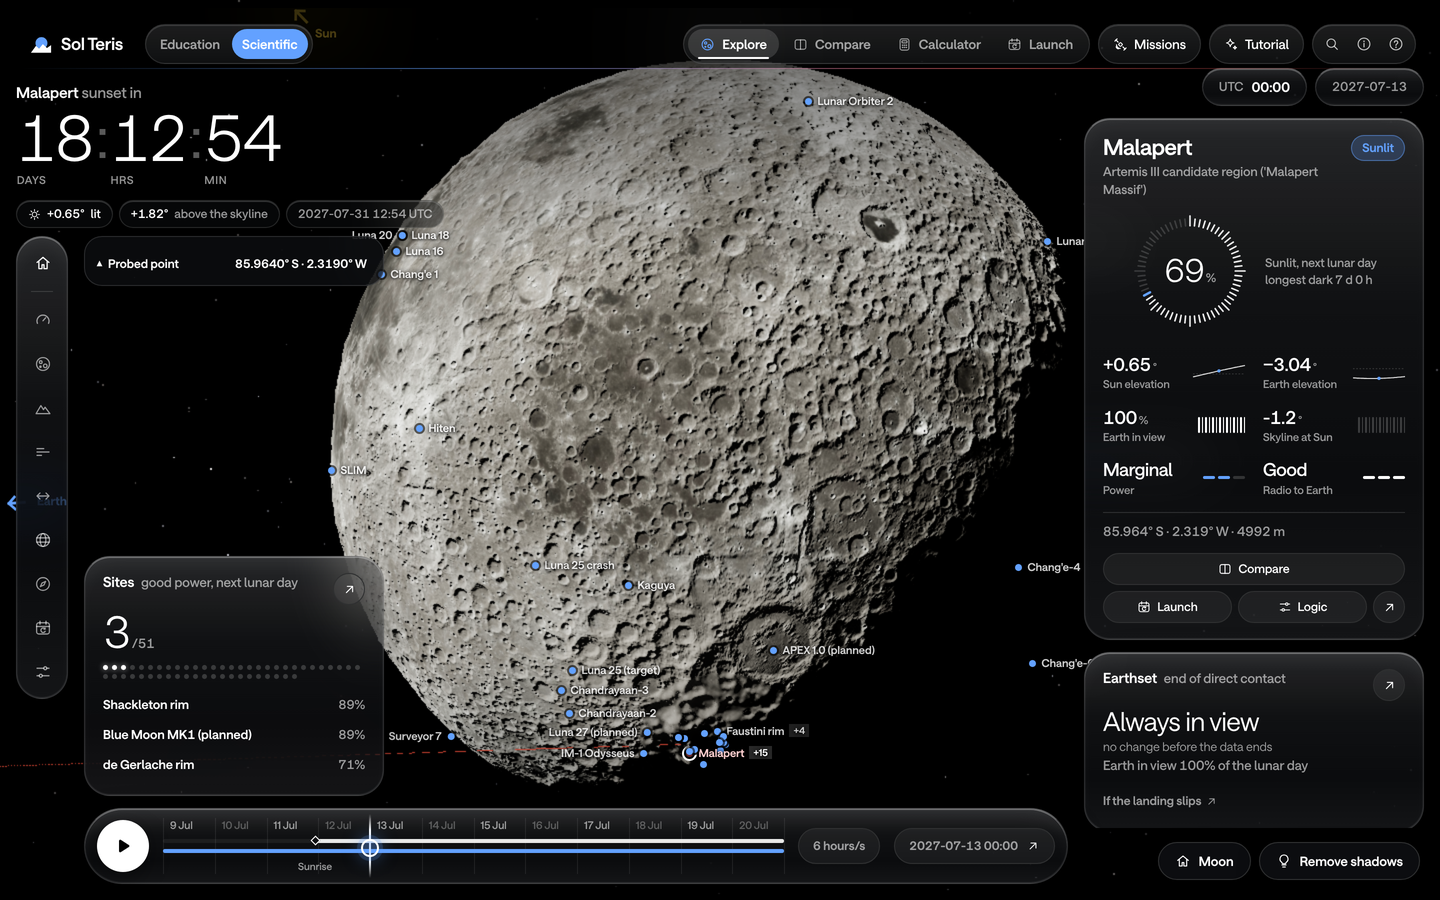 Sol Teris
Education
Scientific
Sun
Explore
Compare
Calculator
Launch
Missions
Tutorial
UTC 00:00
2027-07-13
Malapert sunset in
18:12:54
DAYS
HRS
MIN
+0.65° lit
+1.82° above the skyline
2027-07-31 12:54 UTC
Probed point
85.9640° S · 2.3190° W
Earth
Lunar Orbiter 2
Luna 20
Luna 18
Luna 16
Chang'e 1
Lunar
Hiten
SLIM
Luna 25 crash
Kaguya
Chang'e-4
APEX 1.0 (planned)
Chang'e-
Luna 25 (target)
Chandrayaan-3
Chandrayaan-2
Luna 27 (planned)
Surveyor 7
Faustini rim +4
IM-1 Odysseus
Malapert +15
Sites good power, next lunar day
3/51
Shackleton rim 89%
Blue Moon MK1 (planned) 89%
de Gerlache rim 71%
Malapert
Sunlit
Artemis III candidate region ('Malapert
Massif')
69%
Sunlit, next lunar day
longest dark 7 d 0 h
+0.65°
Sun elevation
−3.04°
Earth elevation
100%
Earth in view
-1.2°
Skyline at Sun
Marginal
Power
Good
Radio to Earth
85.964° S · 2.319° W · 4992 m
Compare
Launch
Logic
Earthset end of direct contact
Always in view
no change before the data ends
Earth in view 100% of the lunar day
If the landing slips
9 Jul
10 Jul
11 Jul
12 Jul
13 Jul
14 Jul
15 Jul
16 Jul
17 Jul
18 Jul
19 Jul
20 Jul
Sunrise
6 hours/s
2027-07-13 00:00
Moon
Remove shadows